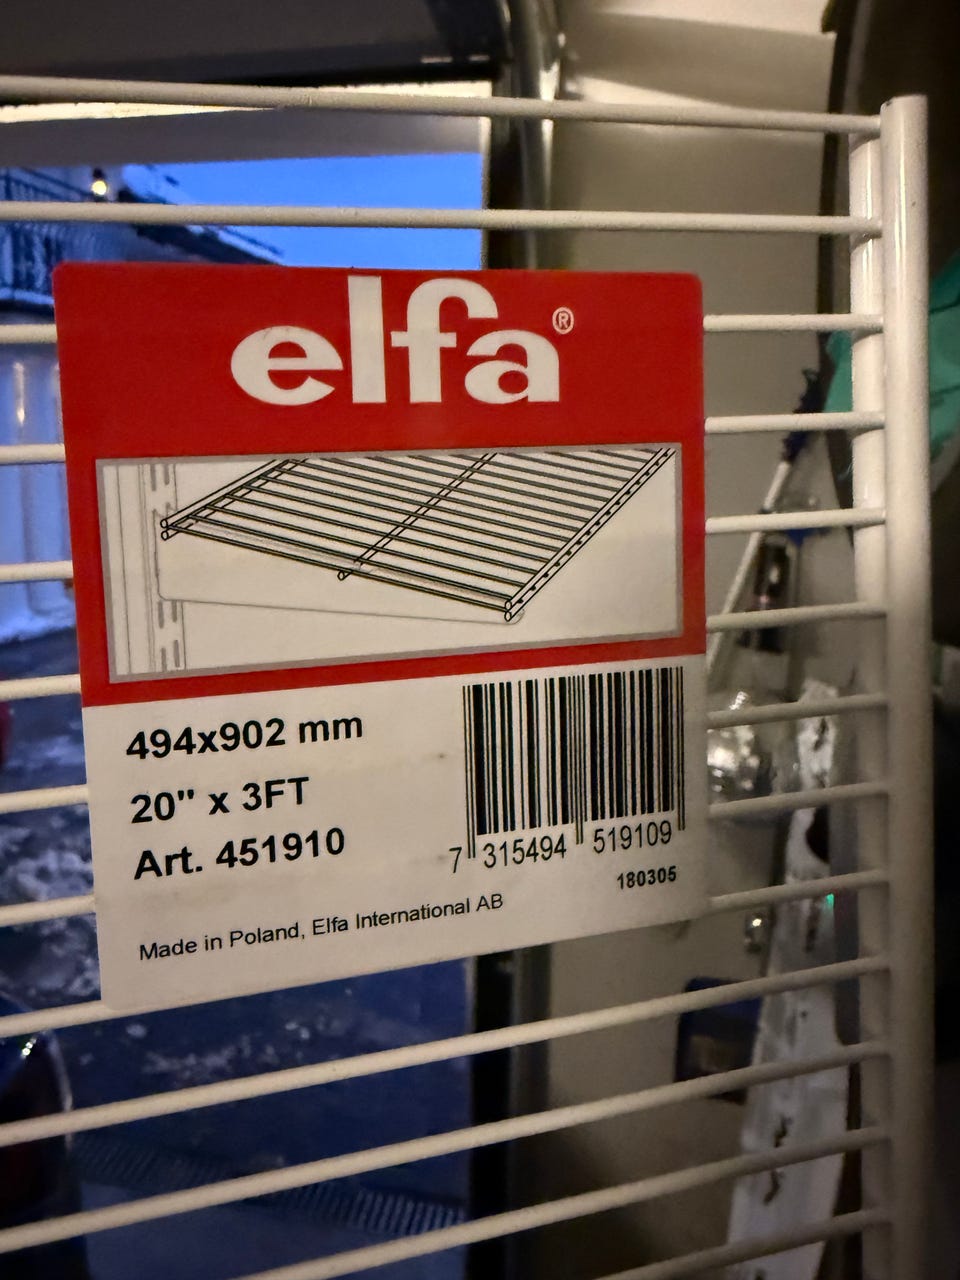 elfa®
494x902 mm
20" x 3FT
Art. 451910
7 315494 519109
180305
Made in Poland, Elfa International AB